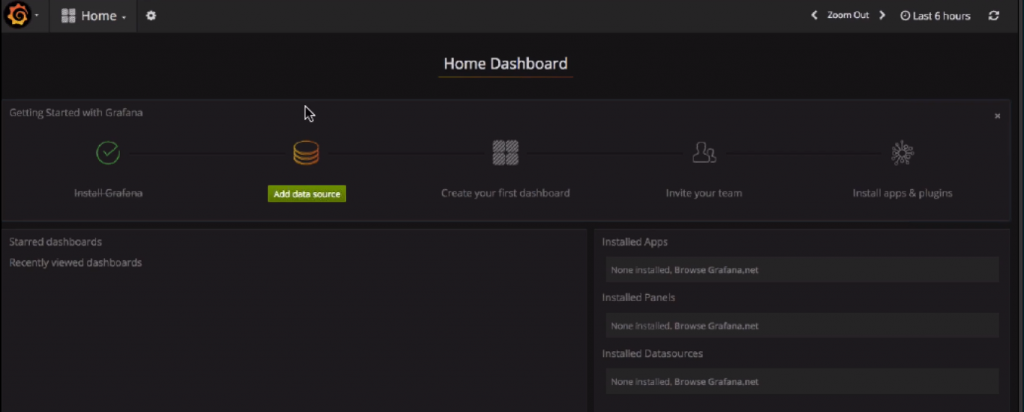 Home
Zoom Out
Last 6 hours
Home Dashboard
Getting Started with Grafana
Install Grafana
Add data source
Create your first dashboard
Invite your team
Install apps & plugins
Starred dashboards
Recently viewed dashboards
Installed Apps
None installed, Browse Grafana.net
Installed Panels
None installed, Browse Grafana.net
Installed Datasources
None installed, Browse Grafana.net